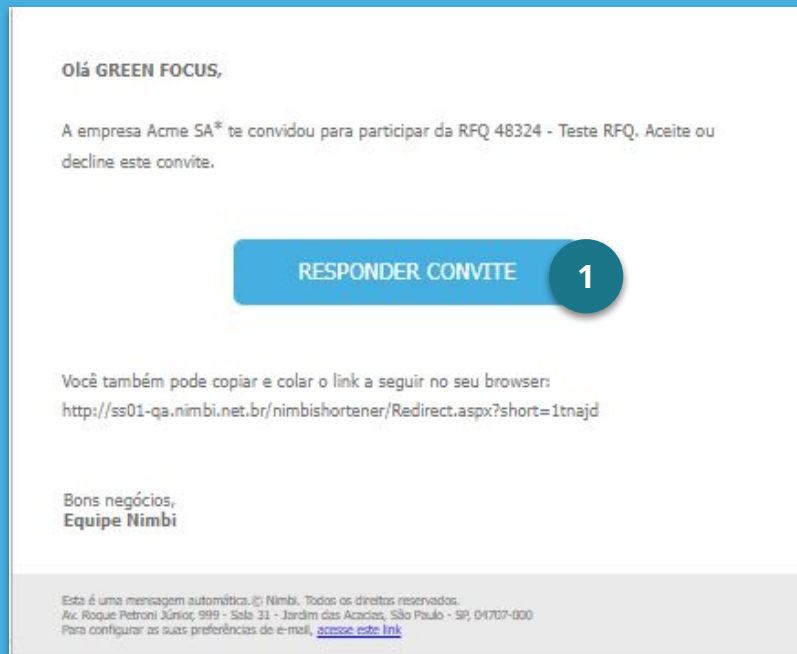 Olá GREEN FOCUS,
A empresa Acme SA* te convidou para participar da RFQ 48324 - Teste RFQ. Aceite ou
decline este convite.
RESPONDER CONVITE
1
Você também pode copiar e colar o link a seguir no seu browser:
http://ss01-qa.nimbi.net.br/nimbishortener/Redirect.aspx?short=1tnajd
Bons negócios,
Equipe Nimbi
Esta é uma mensagem automática.© Nimbi. Todos os direitos reservados.
Av. Roque Petroni Júnior, 999 - Sala 31 - Jardim das Acacias, São Paulo - SP, 04707-000
Para configurar as suas preferências de e-mail, acesse este link